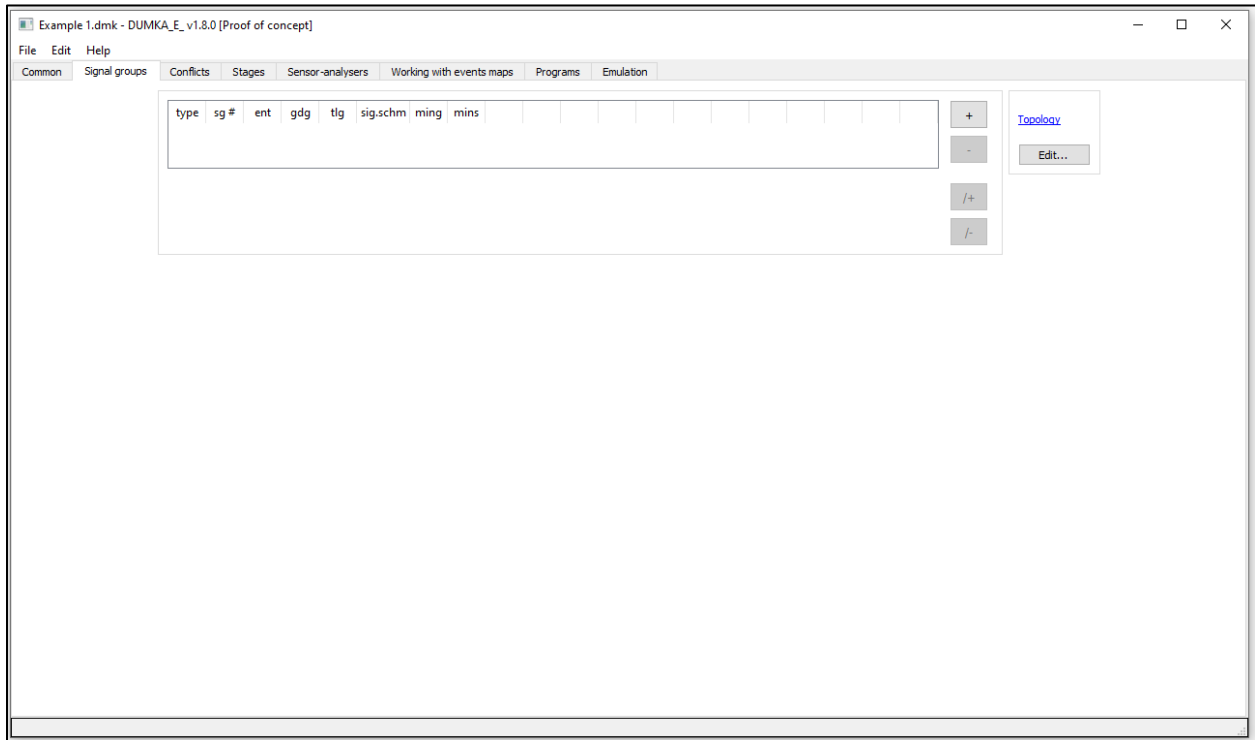 Example 1.dmk - DUMKA_E_ v1.8.0 [Proof of concept]
File Edit Help
Common Signal groups Conflicts Stages Sensor-analysers Working with events maps Programs Emulation
type sg # ent gdg tlg sig.schm ming mins
+
Topology
-
Edit...
/+
/-